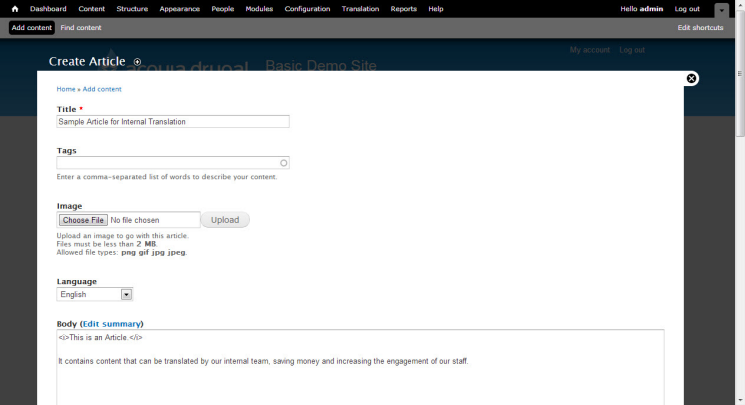 Dashboard Content Structure Appearance People Modules Configuration Translation Reports Help Hello admin Log out
Add content Find content Edit shortcuts
My account Log out
Create Article
acquia drupal Basic Demo Site
Home » Add content
Title *
Sample Article for Internal Translation
Tags
Enter a comma-separated list of words to describe your content.
Image
Choose File No file chosen Upload
Upload an image to go with this article.
Files must be less than 2 MB.
Allowed file types: png gif jpg jpeg.
Language
English
Body (Edit summary)
<i>This is an Article.</i>
It contains content that can be translated by our internal team, saving money and increasing the engagement of our staff.